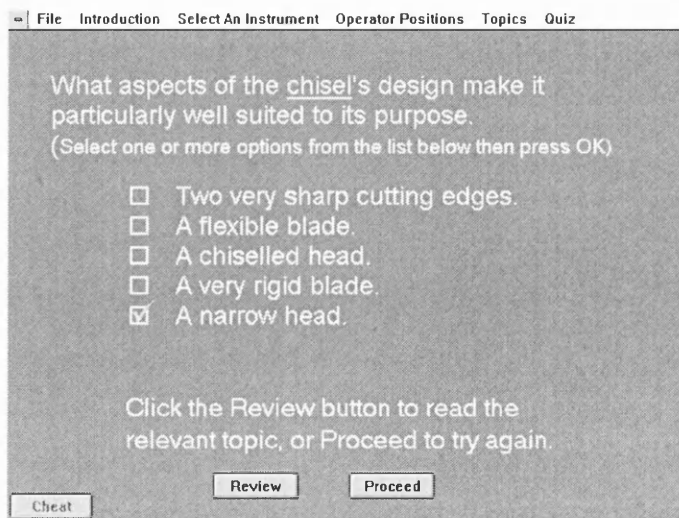 File Introduction Select An Instrument Operator Positions Topics Quiz
What aspects of the chisel's design make it
particularly well suited to its purpose.
(Select one or more options from the list below then press OK)
Two very sharp cutting edges.
A flexible blade.
A chiselled head.
A very rigid blade.
A narrow head.
Click the Review button to read the
relevant topic, or Proceed to try again.
Review Proceed
Cheat